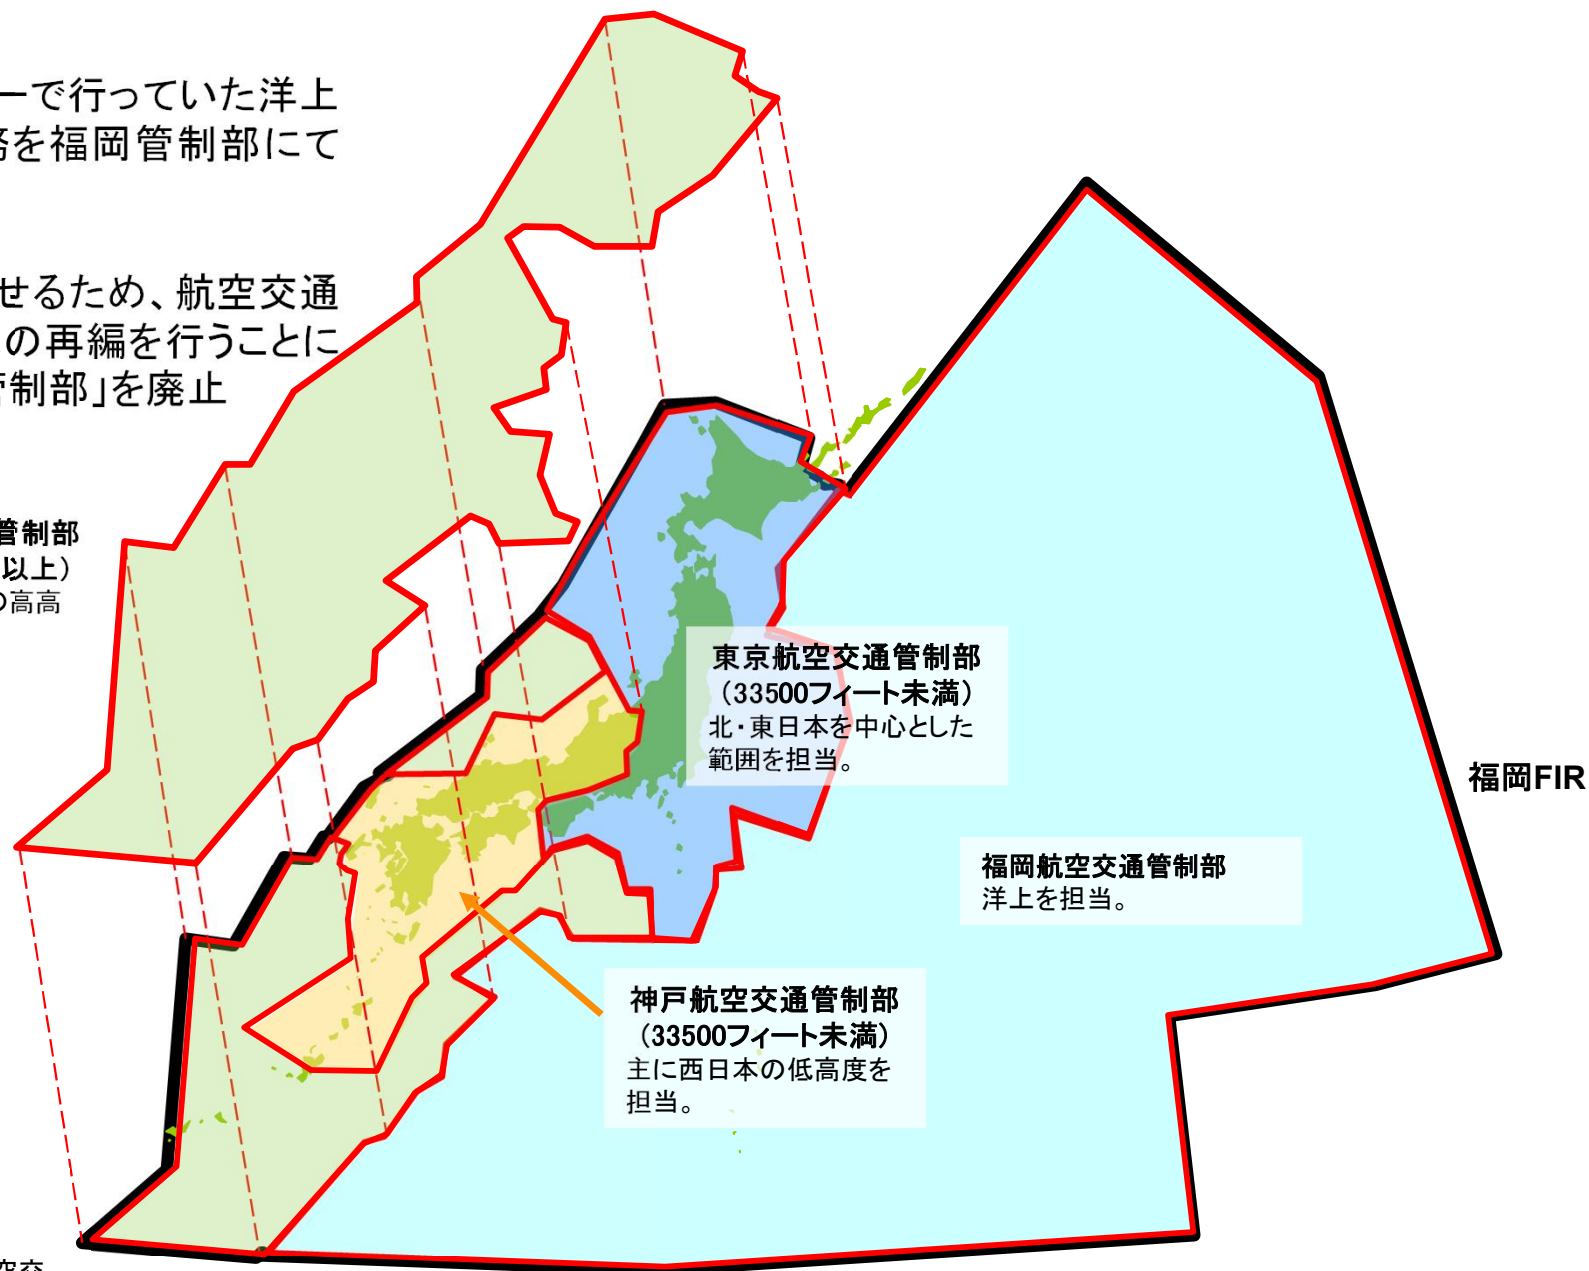 ーで行っていた洋上
務を福岡管制部にて
せるため、航空交通
の再編を行うことに
管制部」を廃止
管制部
以上）
の高高
東京航空交通管制部
（33500フィート未満）
北・東日本を中心とした
範囲を担当。
福岡FIR
福岡航空交通管制部
洋上を担当。
神戸航空交通管制部
（33500フィート未満）
主に西日本の低高度を
担当。
空交